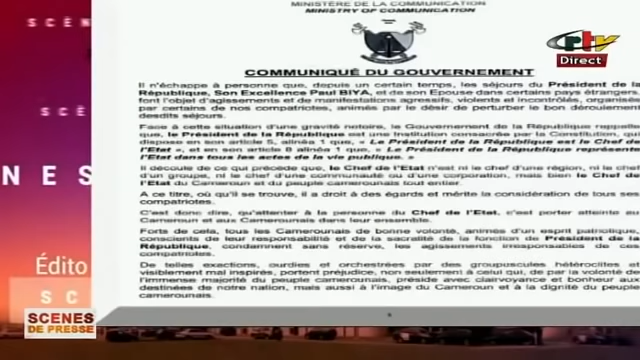 MINISTÈRE DE LA COMMUNICATION
MINISTRY OF COMMUNICATION
COMMUNIQUÉ DU GOUVERNEMENT
Il n'échappe à personne que, depuis un certain temps, les séjours du Président de la
République, Son Excellence Paul BIYA, et de son Epouse dans certains pays étrangers,
font l'objet d'agissements et de manifestations agressifs, violents et incontrôlés, organisés
par certains de nos compatriotes, animés par le désir de perturber le bon déroulement
desdits séjours.
Face à cette situation d'une gravité notoire, le Gouvernement de la République rappelle
que, le Président de la République est une Institution consacrée par la Constitution, qui
dispose en son article 5, alinéa 1 que, « Le Président de la République est le Chef de
l'Etat », et en son article 8 alinéa 1 que, « Le Président de la République représente
l'Etat dans tous les actes de la vie publique. »
Il découle de ce qui précède que, le Chef de l'Etat n'est ni le chef d'une région, ni le chef
d'un groupe, ni le chef d'une communauté ou d'une corporation, mais bien le Chef de
l'Etat du Cameroun et du peuple camerounais tout entier.
A ce titre, où qu'il se trouve, il a droit à des égards et mérite la considération de tous ses
compatriotes.
C'est donc dire, qu'attenter à la personne du Chef de l'Etat, c'est porter atteinte au
Cameroun et aux Camerounais dans leur ensemble.
Forts de cela, tous les Camerounais de bonne volonté, animés d'un esprit patriotique,
conscients de leur responsabilité et de la sacralité de la fonction de Président de la
République, condamnent sans réserve, les agissements irresponsables de ces
compatriotes.
De telles exactions, ourdies et orchestrées par des groupuscules hétéroclites et
visiblement mal inspirés, portent préjudice, non seulement à celui qui, de par la volonté de
l'immense majorité du peuple camerounais, préside avec clairvoyance et bonheur aux
destinées de notre nation, mais aussi à l'image du Cameroun et à la dignité du peuple
camerounais.
crtv
Direct
SCÈN
SCÈ
NES
Édito
SC
SCENES
DE PRESSE